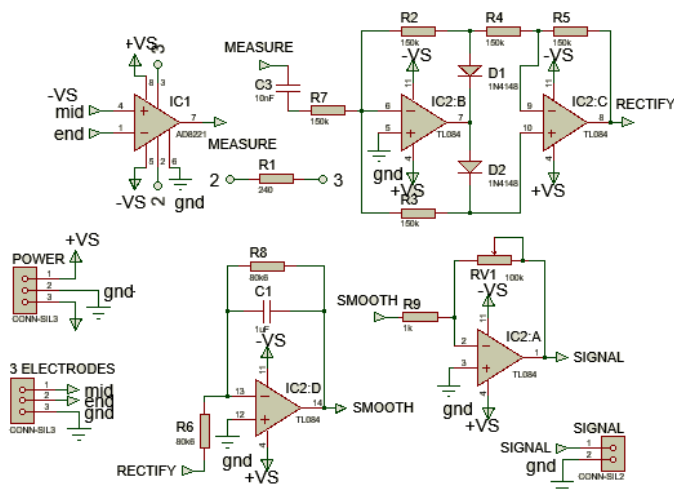 +VS
3
8
3
-VS
mid
4
IC1
7
end
1
AD8221
5
2
6
MEASURE
-VS
2
gnd
R1
2
3
240
MEASURE
C3
10nF
R7
150k
R2
150k
R4
150k
R5
150k
-VS
11
D1
1N4148
6
IC2:B
7
5
TL084
gnd
4
+VS
D2
1N4148
R3
150k
-VS
11
9
IC2:C
8
RECTIFY
10
TL084
4
+VS
+VS
POWER
1
2
gnd
3
CONN-SIL3
3 ELECTRODES
1
mid
2
end
3
gnd
CONN-SIL3
R8
80k6
C1
1uF
-VS
11
13
IC2:D
14
SMOOTH
12
TL084
R6
80k6
gnd
4
+VS
RECTIFY
RV1
100k
SMOOTH
R9
1k
-VS
11
2
IC2:A
1
SIGNAL
3
TL084
gnd
4
+VS
SIGNAL
SIGNAL
1
gnd
2
CONN-SIL2